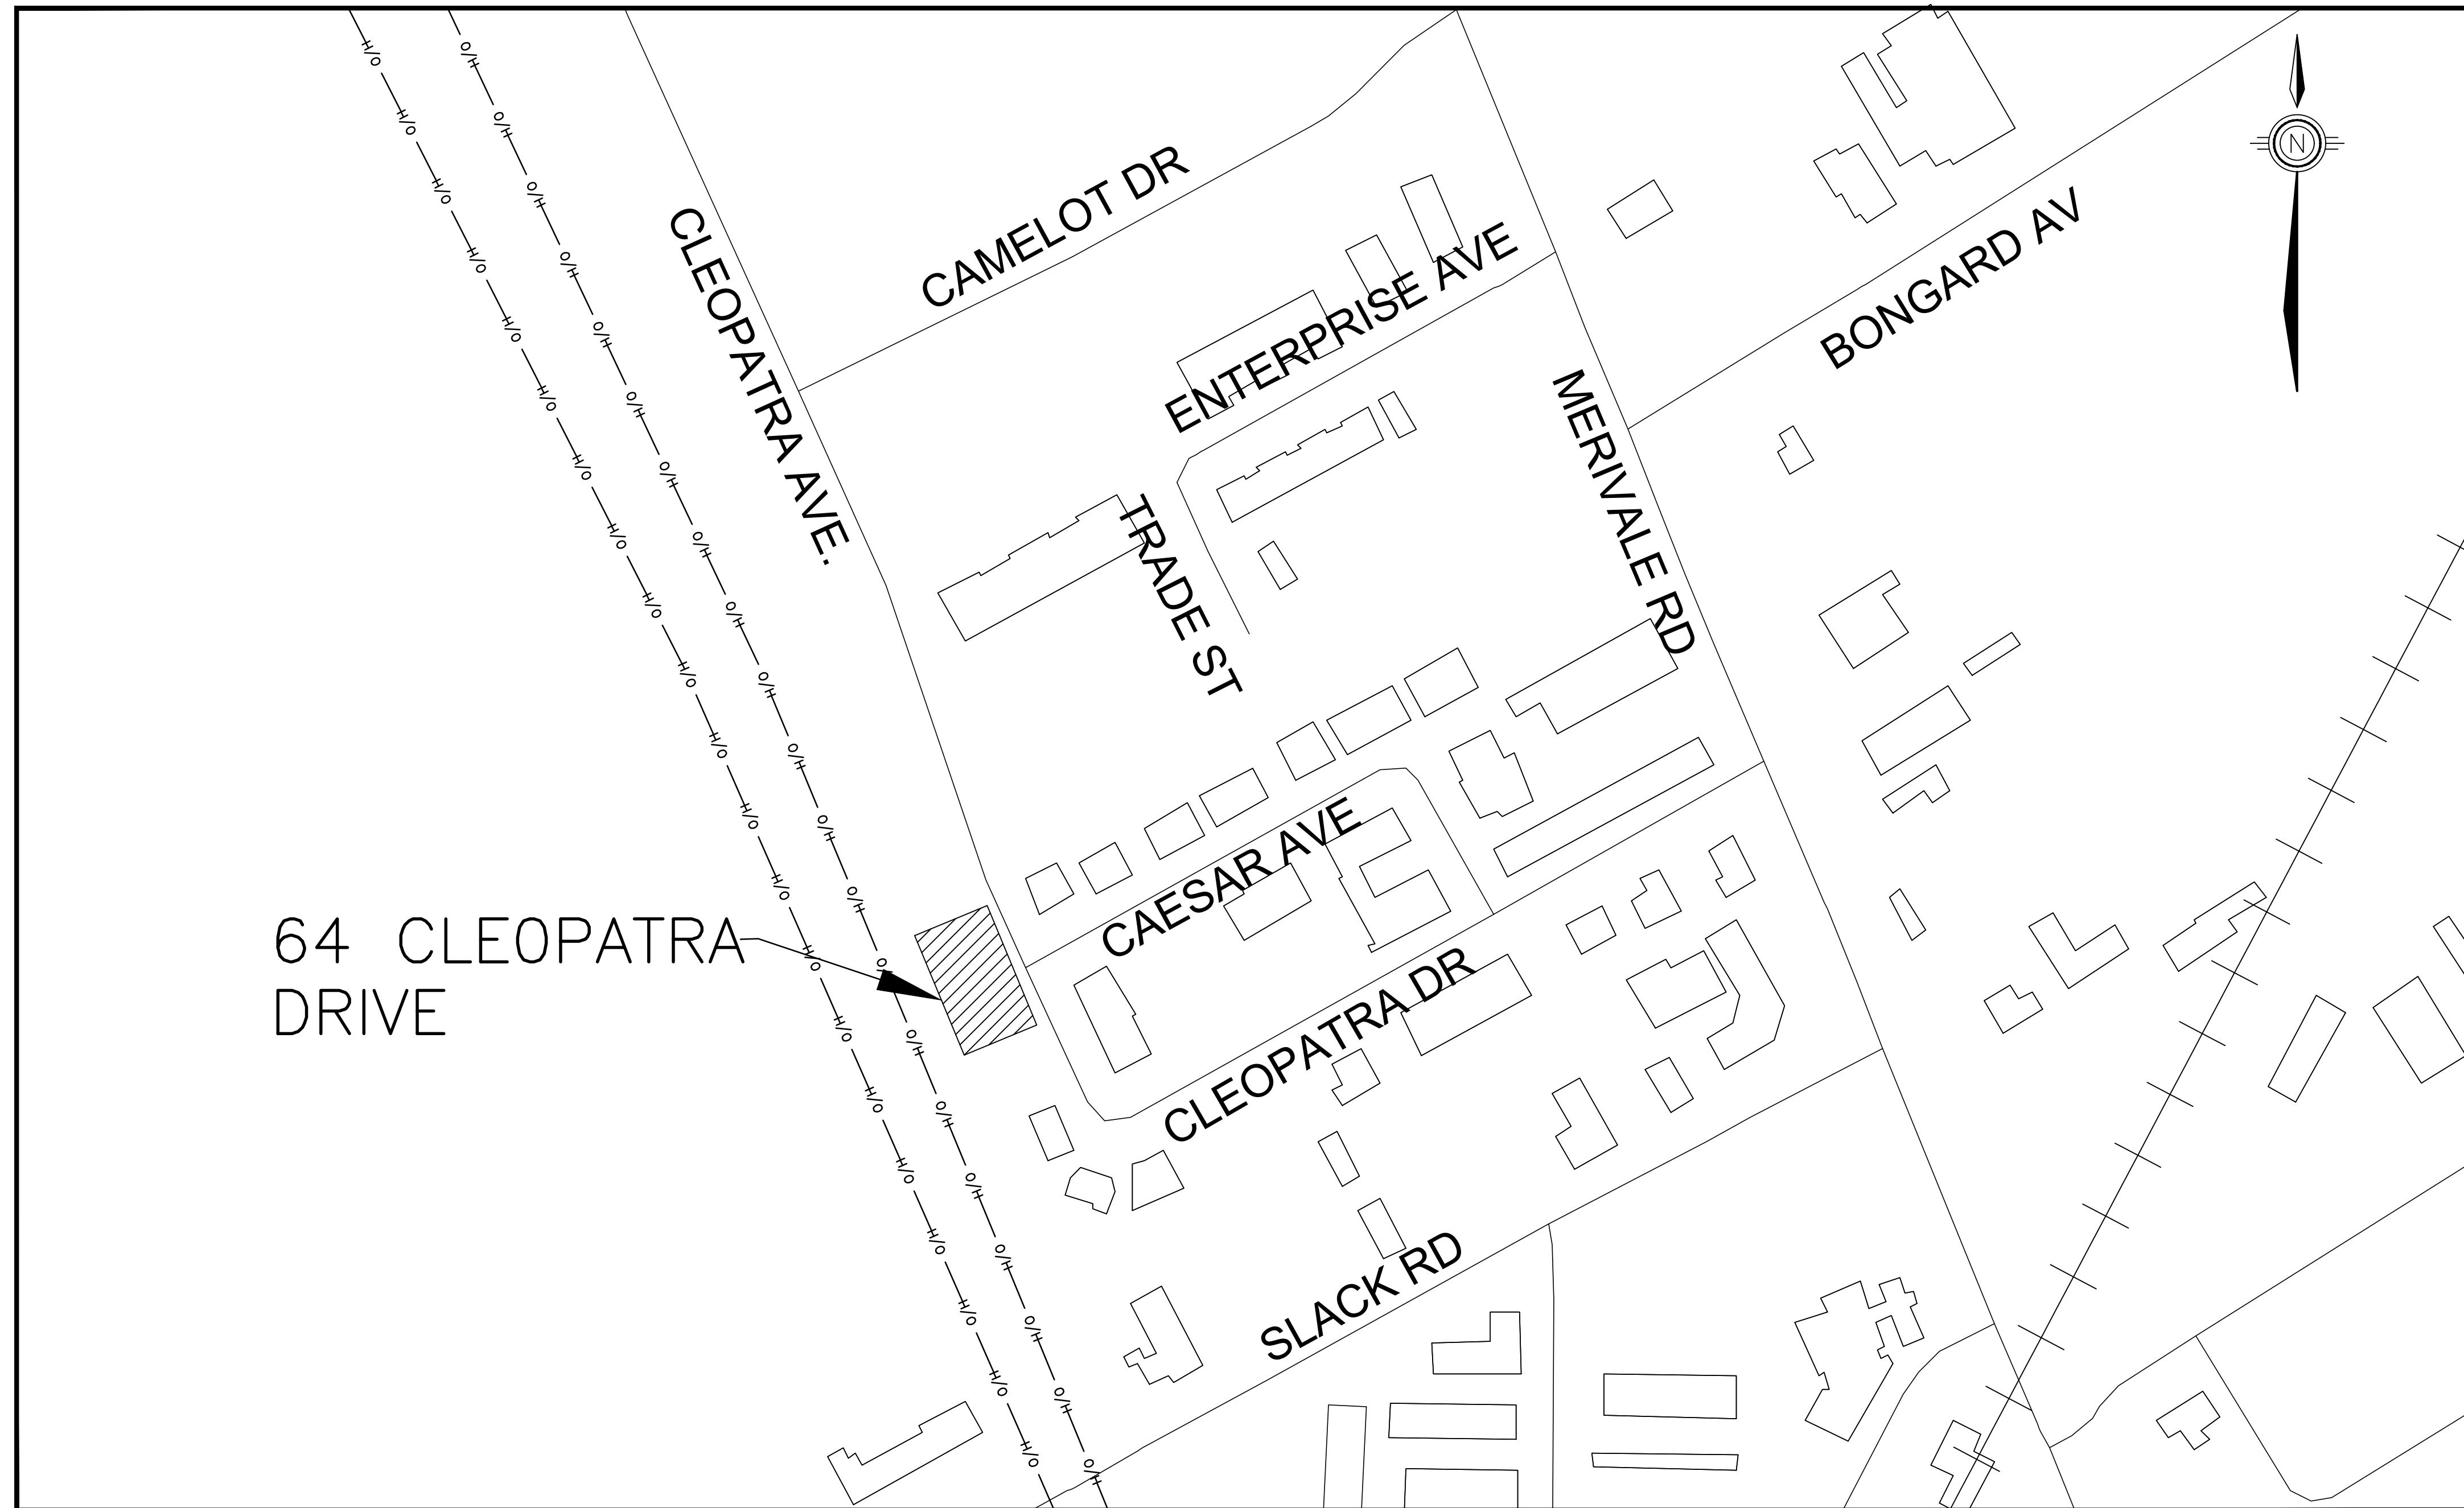 CAMELOT DR
CLEOPATRA AVE.
ENTERPRISE AVE
BONGARD AV
N
MERIVALE RD
TRADE ST
CAESAR AVE
64 CLEOPATRA
DRIVE
CLEOPATRA DR
SLACK RD
O/H
O/H